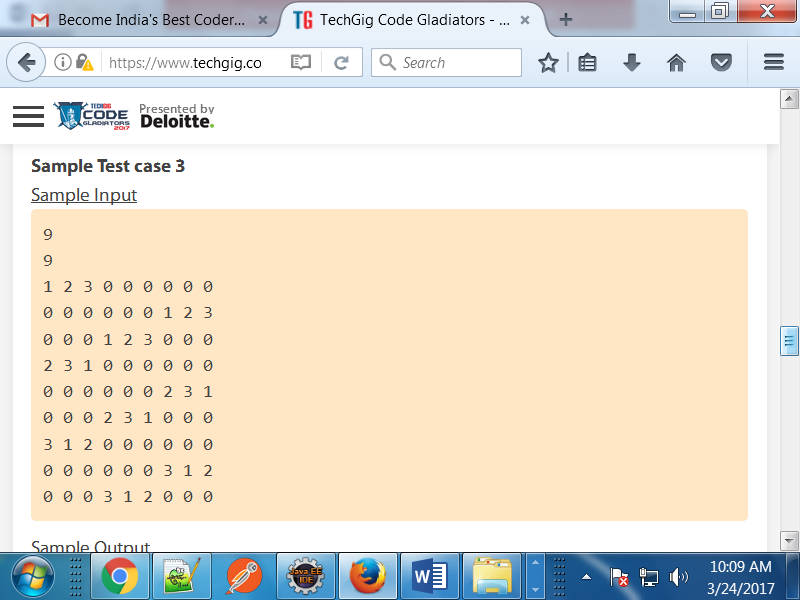 Become India's Best Coder...
TechGig Code Gladiators - ...
https://www.techgig.co
Search
TECHGIG
CODE
GLADIATORS
2017
Presented by
Deloitte.
Sample Test case 3
Sample Input
9
9
1 2 3 0 0 0 0 0 0
0 0 0 0 0 0 1 2 3
0 0 0 1 2 3 0 0 0
2 3 1 0 0 0 0 0 0
0 0 0 0 0 0 2 3 1
0 0 0 2 3 1 0 0 0
3 1 2 0 0 0 0 0 0
0 0 0 0 0 0 3 1 2
0 0 0 3 1 2 0 0 0
Sample Output
Java EE
IDE
10:09 AM
3/24/2017